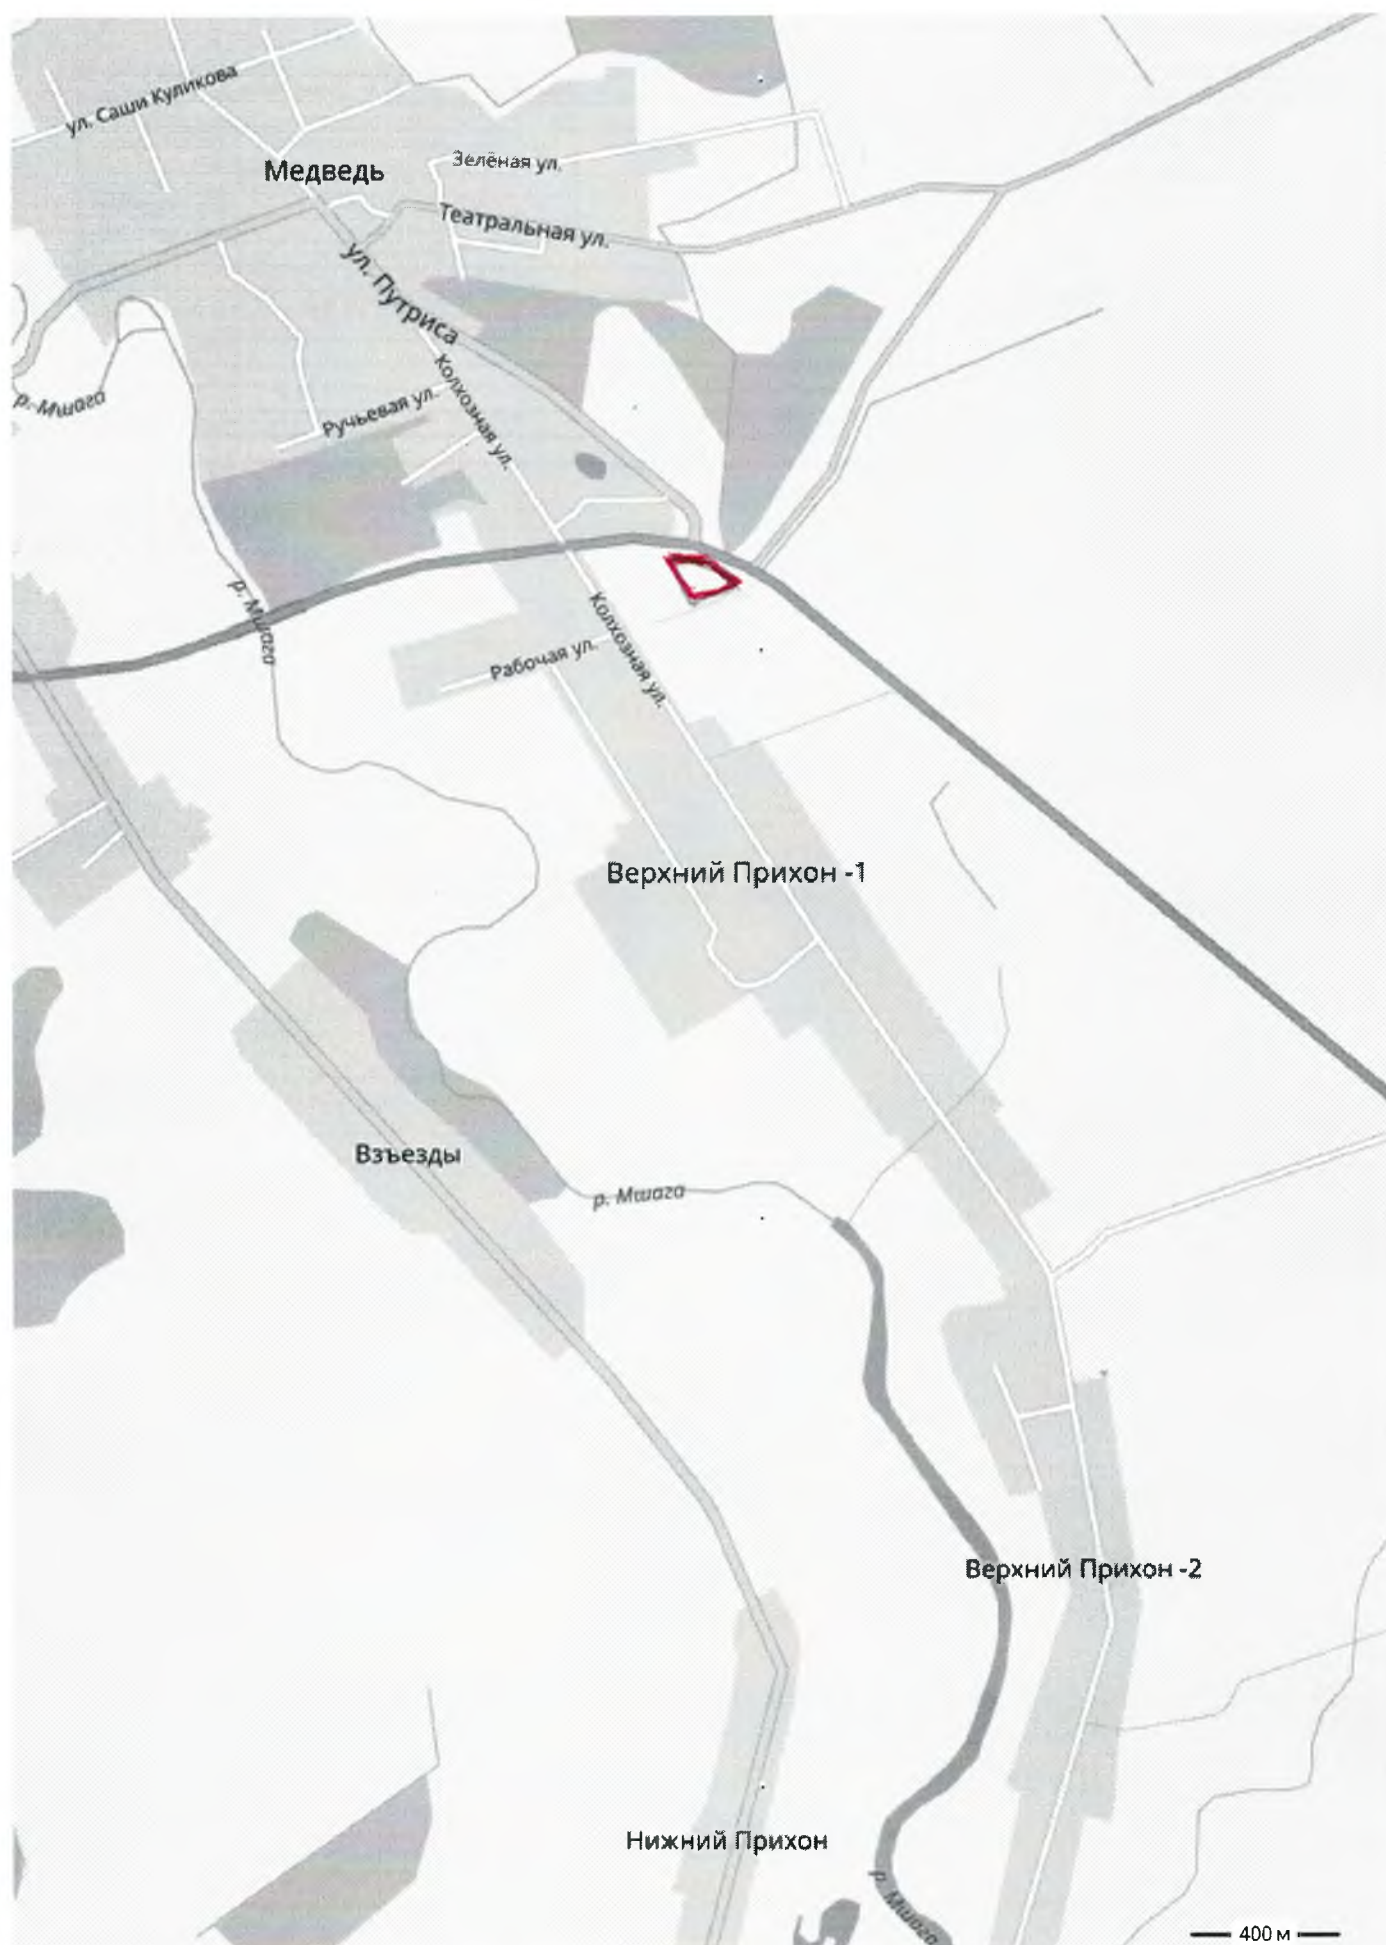 ул. Саши Куликова
Медведь
Зелёная ул.
Театральная ул.
ул. Путриса
р. Мшага
Колхозная ул.
Ручьевая ул.
р. Мшага
Колхозная ул.
Рабочая ул.
Верхний Прихон -1
Взъезды
р. Мшага
Верхний Прихон -2
Нижний Прихон
р. Мшага
400 м